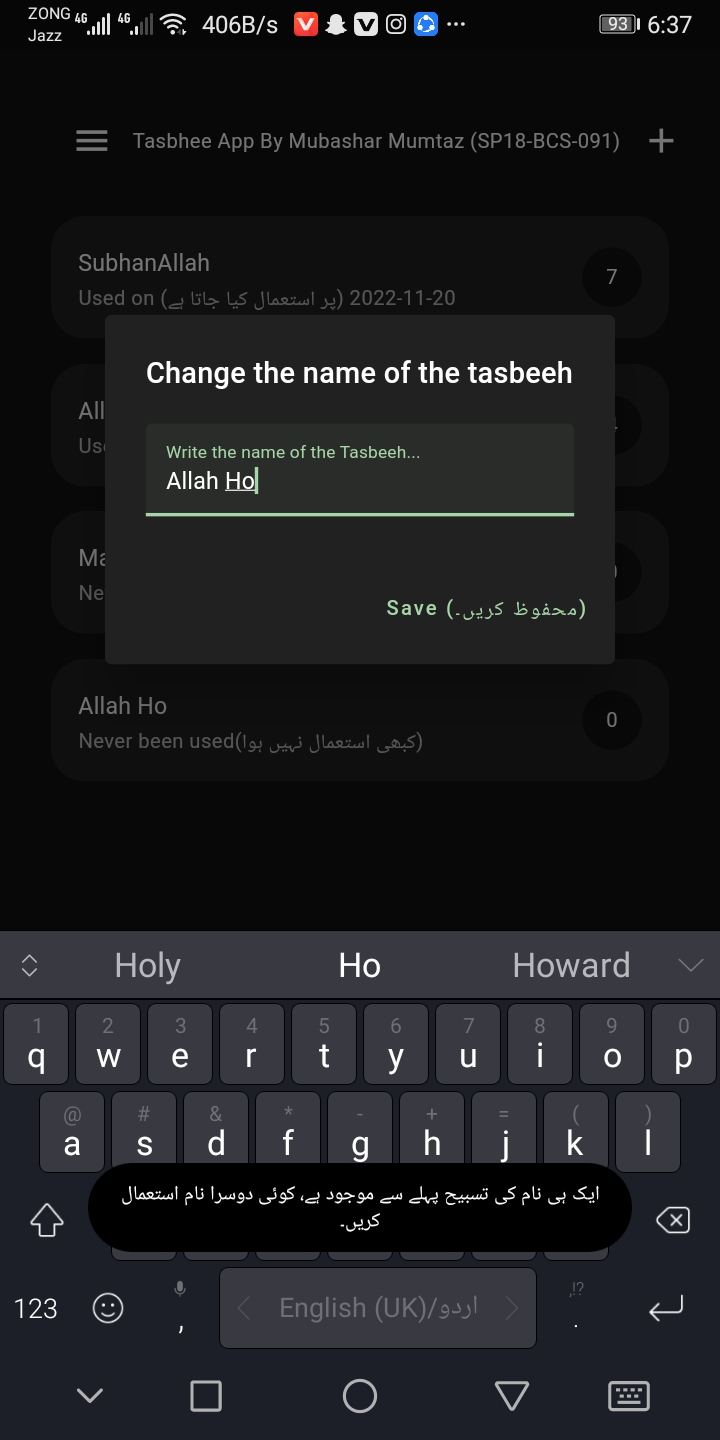 ZONG 4G 4G 406B/s 93 6:37
Jazz
Tasbhee App By Mubashar Mumtaz (SP18-BCS-091)
SubhanAllah
7
Used on (پر استعمال کیا جاتا ہے) 2022-11-20
Change the name of the tasbeeh
All
Write the name of the Tasbeeh...
Use
Allah Ho
Ma
Ne
Save (محفوظ کریں۔)
Allah Ho
0
Never been used(کبھی استعمال نہیں ہوا)
Holy Ho Howard
1 2 3 4 5 6 7 8 9 0
q w e r t y u i o p
@ # & * - + = ( )
a s d f g h j k l
ایک ہی نام کی تسبیح پہلے سے موجود ہے، کوئی دوسرا نام استعمال
کریں۔
,!?
123 , English (UK)/اردو .